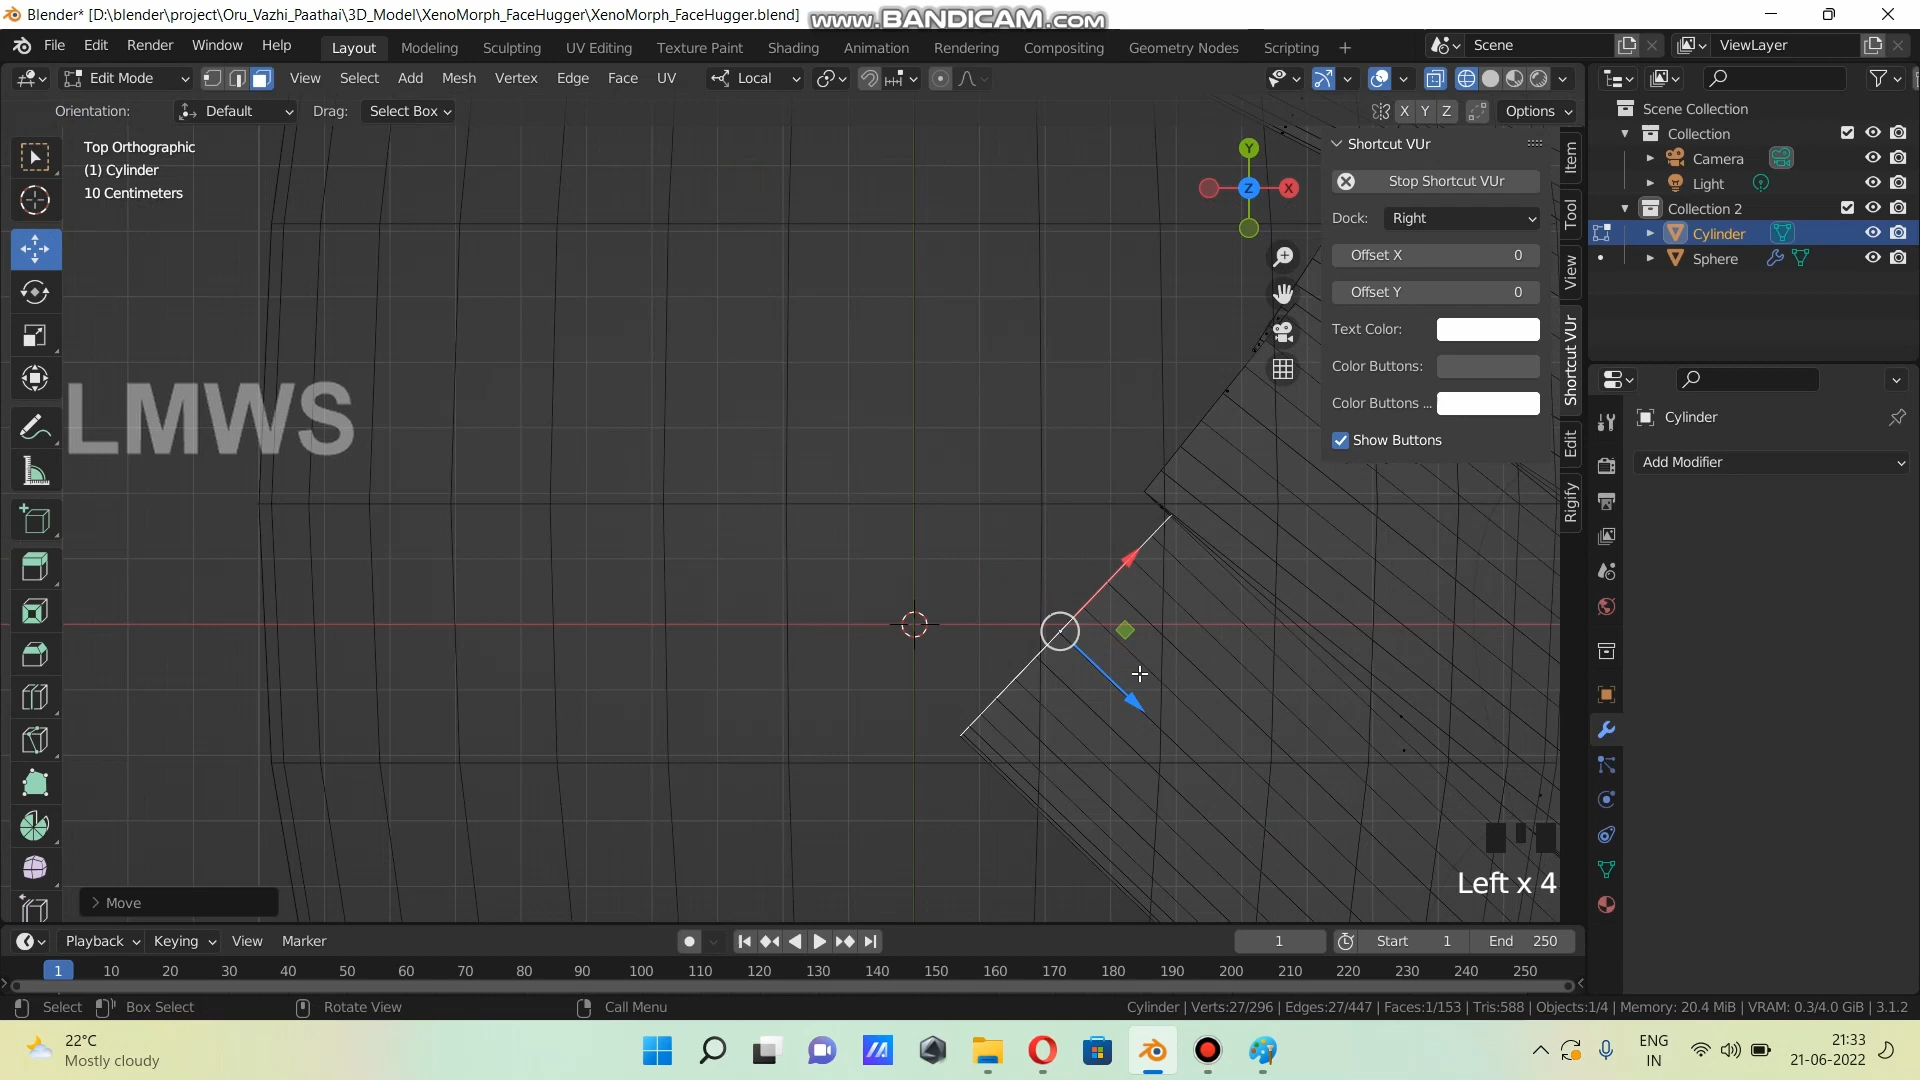 Blender* [D:\blender\project\Oru_Vazhi_Paathai\3D_Model\XenoMorph_FaceHugger\XenoMorph_FaceHugger.blend]
www.BANDICAM.com
File Edit Render Window Help Layout Modeling Sculpting UV Editing Texture Paint Shading Animation Rendering Compositing Geometry Nodes Scripting + Scene ViewLayer
Edit Mode View Select Add Mesh Vertex Edge Face UV Local
Orientation: Default Drag: Select Box X Y Z Options
Top Orthographic
(1) Cylinder
10 Centimeters
Y
Z X
LMWS
Shortcut VUr
Stop Shortcut VUr
Dock: Right
Offset X 0
Offset Y 0
Text Color:
Color Buttons:
Color Buttons ...
Show Buttons
Item
Tool
View
Shortcut VUr
Edit
Rigify
Scene Collection
Collection
Camera
Light
Collection 2
Cylinder
Sphere
Cylinder
Add Modifier
Left x 4
Move
Playback Keying View Marker 1 Start 1 End 250
1 10 20 30 40 50 60 70 80 90 100 110 120 130 140 150 160 170 180 190 200 210 220 230 240 250
Select Box Select Rotate View Call Menu Cylinder | Verts:27/296 | Edges:27/447 | Faces:1/153 | Tris:588 | Objects:1/4 | Memory: 20.4 MiB | VRAM: 0.3/4.0 GiB | 3.1.2
22°C
Mostly cloudy
ENG
IN
21:33
21-06-2022